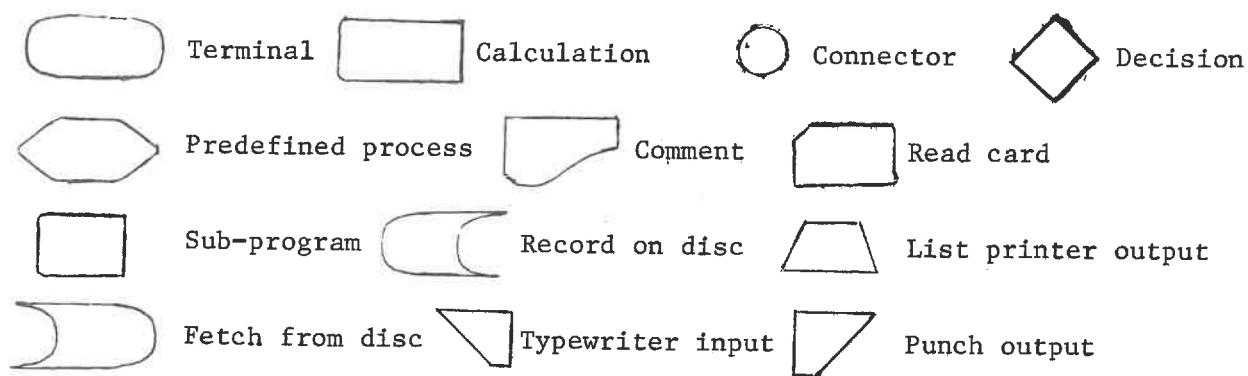 Terminal Calculation Connector Decision
Predefined process Comment Read card
Sub-program Record on disc List printer output
Fetch from disc Typewriter input Punch output